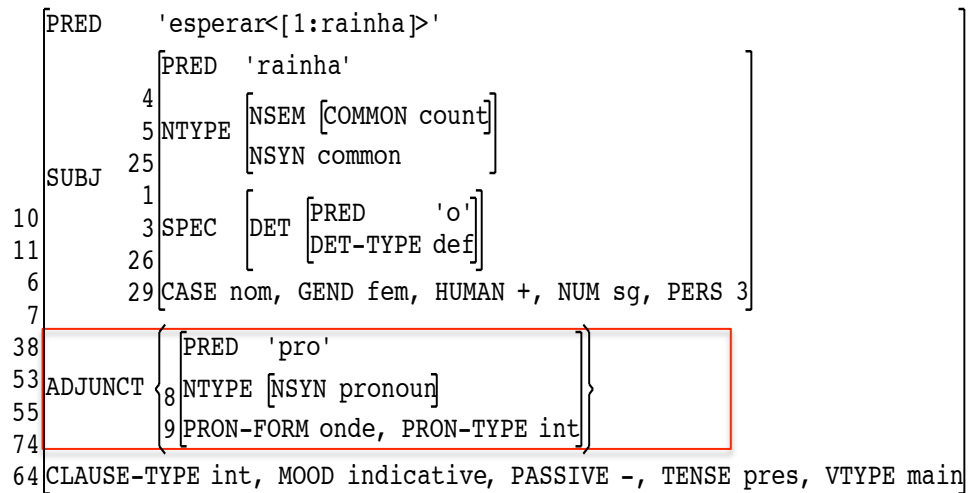 PRED 'esperar<[1:rainha]>'
PRED 'rainha'
4
NSEM [COMMON count]
5 NTYPE
25 NSYN common
SUBJ
1
PRED 'o'
10 3 SPEC DET
11 DET-TYPE def
26
6 29 CASE nom, GEND fem, HUMAN +, NUM sg, PERS 3
7
38 PRED 'pro'
53 ADJUNCT 8 NTYPE [NSYN pronoun]
55 9 PRON-FORM onde, PRON-TYPE int
74
64 CLAUSE-TYPE int, MOOD indicative, PASSIVE -, TENSE pres, VTYPE main